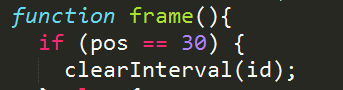 function frame(){
if (pos == 30) {
clearInterval(id);